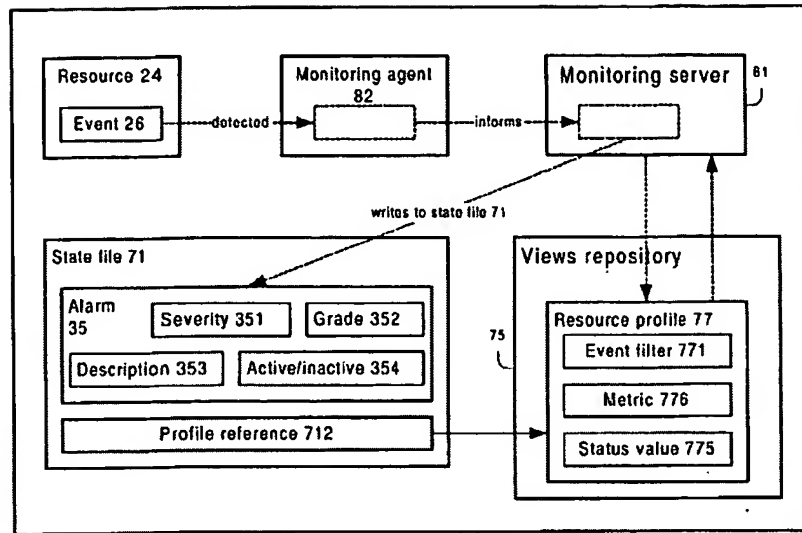 Resource 24
Event 26
detected
Monitoring agent
82
informs
Monitoring server
81
writes to state file 71
State file 71
Alarm
35
Severity 351
Grade 352
Description 353
Active/inactive 354
Profile reference 712
Views repository
75
Resource profile 77
Event filter 771
Metric 776
Status value 775